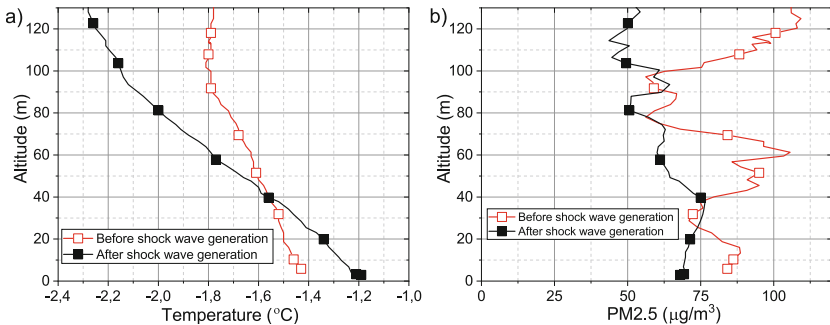 a)
120
100
80
60
40
20
0
Altitude (m)
Before shock wave generation
After shock wave generation
-2,4 -2,2 -2,0 -1,8 -1,6 -1,4 -1,2 -1,0
Temperature (°C)
b)
120
100
80
60
40
20
0
Altitude (m)
Before shock wave generation
After shock wave generation
0 25 50 75 100
PM2.5 (μg/m³)